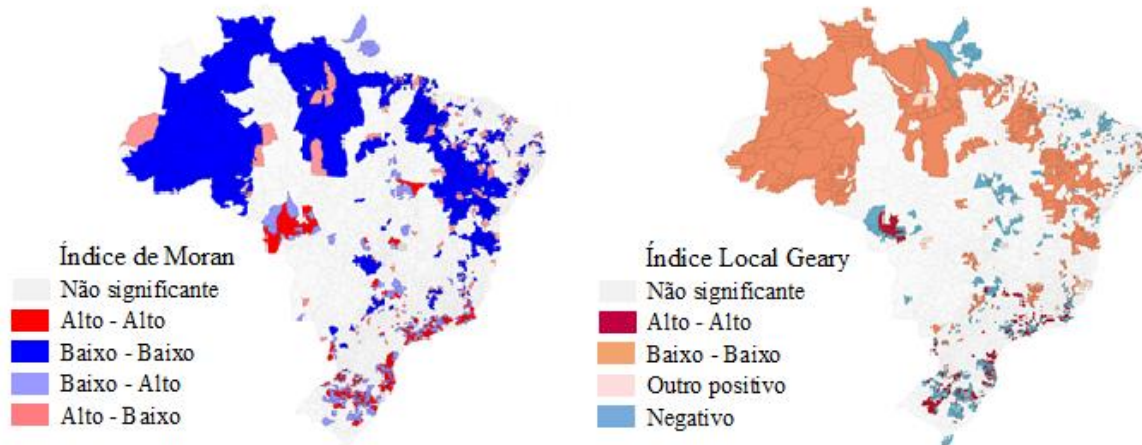 Índice de Moran
Não significante
Alto - Alto
Baixo - Baixo
Baixo - Alto
Alto - Baixo
Índice Local Geary
Não significante
Alto - Alto
Baixo - Baixo
Outro positivo
Negativo